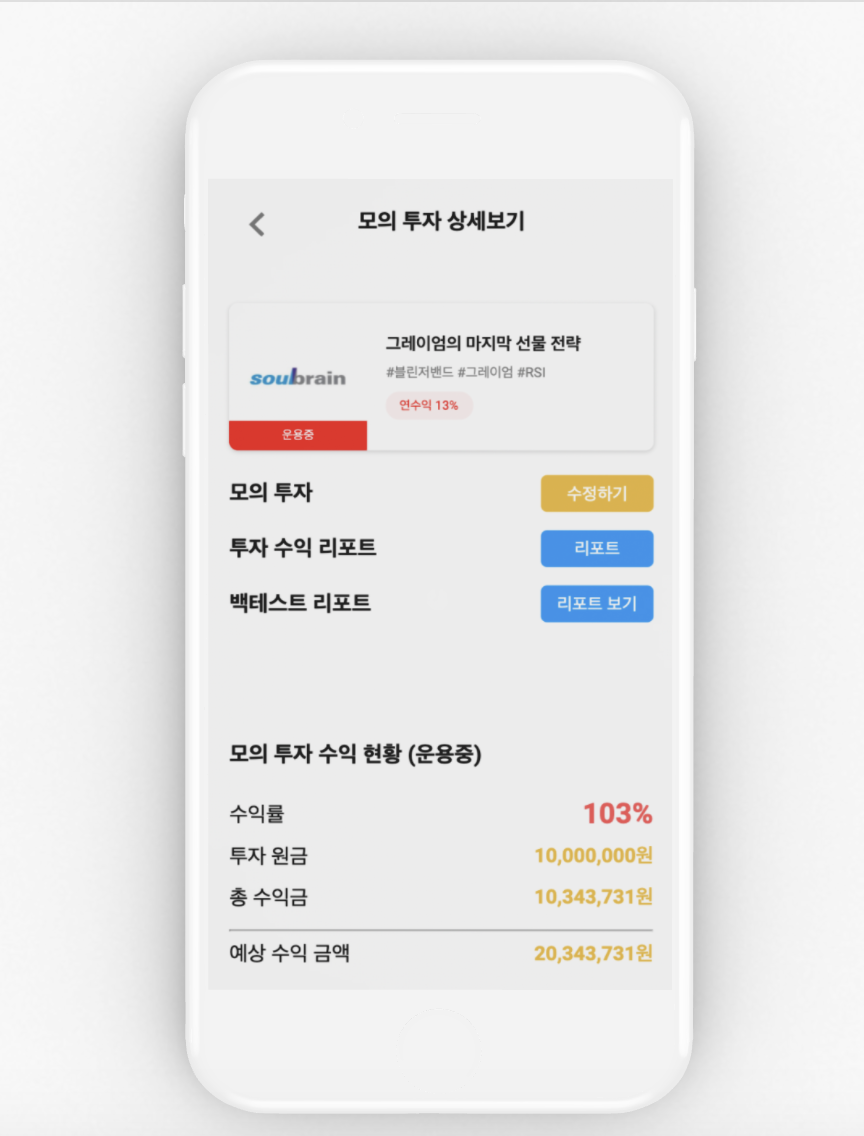 모의 투자 상세보기
soulbrain
운용중
그레이엄의 마지막 선물 전략
#블린저밴드 #그레이엄 #RSI
연수익 13%
모의 투자
수정하기
투자 수익 리포트
리포트
백테스트 리포트
리포트 보기
모의 투자 수익 현황 (운용중)
수익률
103%
투자 원금
10,000,000원
총 수익금
10,343,731원
예상 수익 금액
20,343,731원